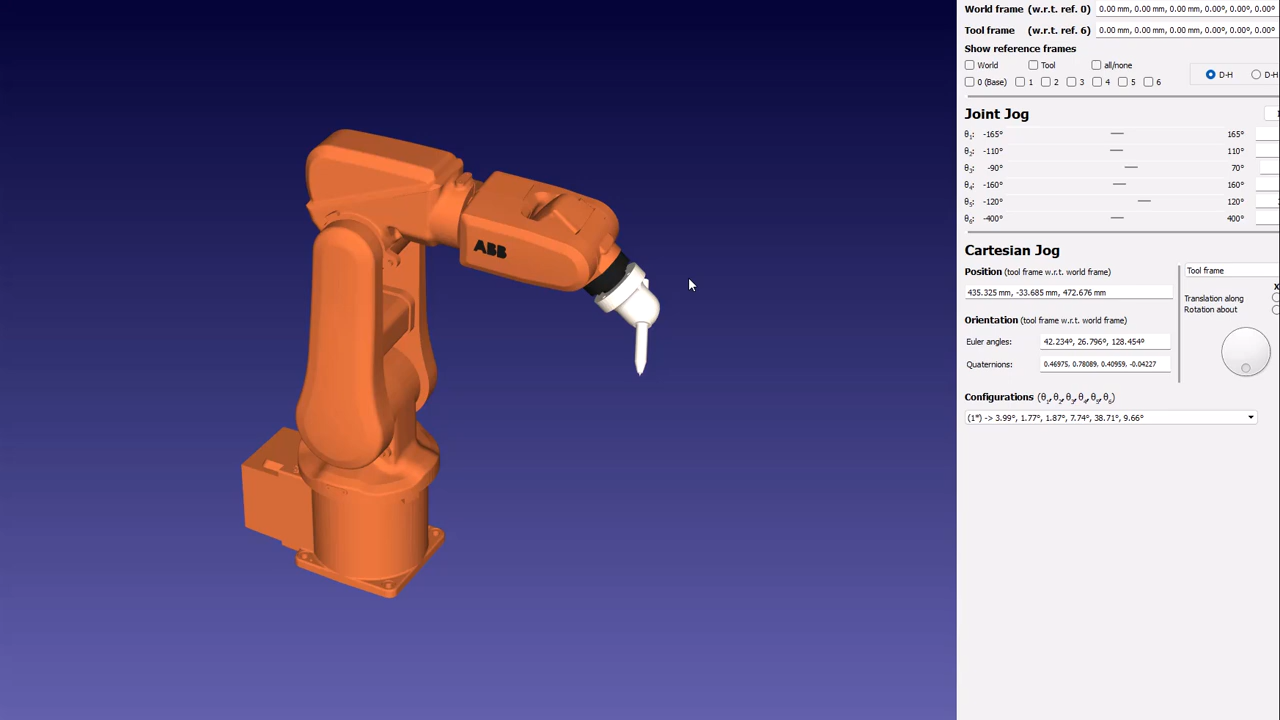 World frame (w.r.t. ref. 0) 0.00 mm, 0.00 mm, 0.00 mm, 0.00°, 0.00°, 0.00°
Tool frame (w.r.t. ref. 6) 0.00 mm, 0.00 mm, 0.00 mm, 0.00°, 0.00°, 0.00°
Show reference frames
World Tool all/none
0 (Base) 1 2 3 4 5 6
D-H D-H
Joint Jog
θ1: -165° 165°
θ2: -110° 110°
θ3: -90° 70°
θ4: -160° 160°
θ5: -120° 120°
θ6: -400° 400°
Cartesian Jog
Position (tool frame w.r.t. world frame)
435.325 mm, -33.685 mm, 472.676 mm
Orientation (tool frame w.r.t. world frame)
Euler angles: 42.234°, 26.796°, 128.454°
Quaternions: 0.46975, 0.78089, 0.40959, -0.04227
Tool frame
X
Translation along
Rotation about
Configurations (θ1, θ2, θ3, θ4, θ5, θ6)
(1*) -> 3.99°, 1.77°, 1.87°, 7.74°, 38.71°, 9.66°
ABB